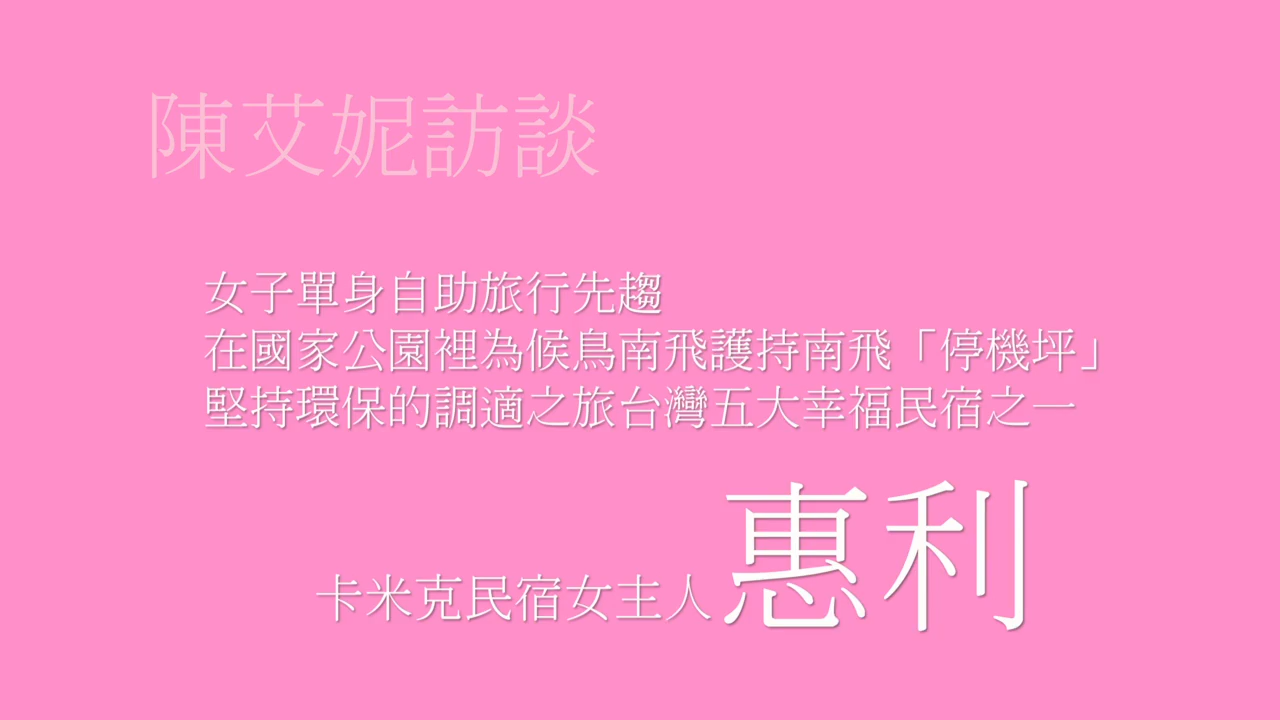 陳艾妮訪談
女子單身自助旅行先趨
在國家公園裡為候鳥南飛護持南飛「停機坪」
堅持環保的調適之旅台灣五大幸福民宿之一
卡米克民宿女主人惠利